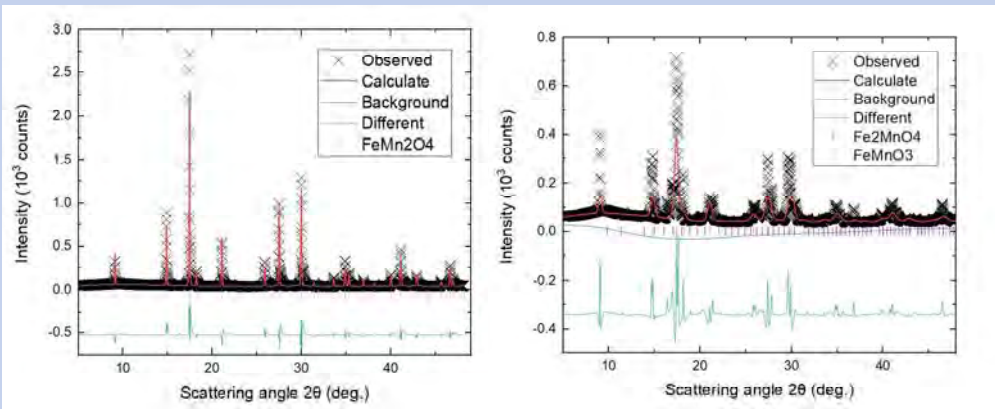 3.0
2.5
2.0
1.5
1.0
0.5
0.0
-0.5
Intensity (10³ counts)
Observed
Calculate
Background
Different
FeMn2O4
10 20 30 40
Scattering angle 2θ (deg.)
0.8
0.6
0.4
0.2
0.0
-0.2
-0.4
Intensity (10³ counts)
Observed
Calculate
Background
Different
Fe2MnO4
FeMnO3
10 20 30 40
Scattering angle 2θ (deg.)